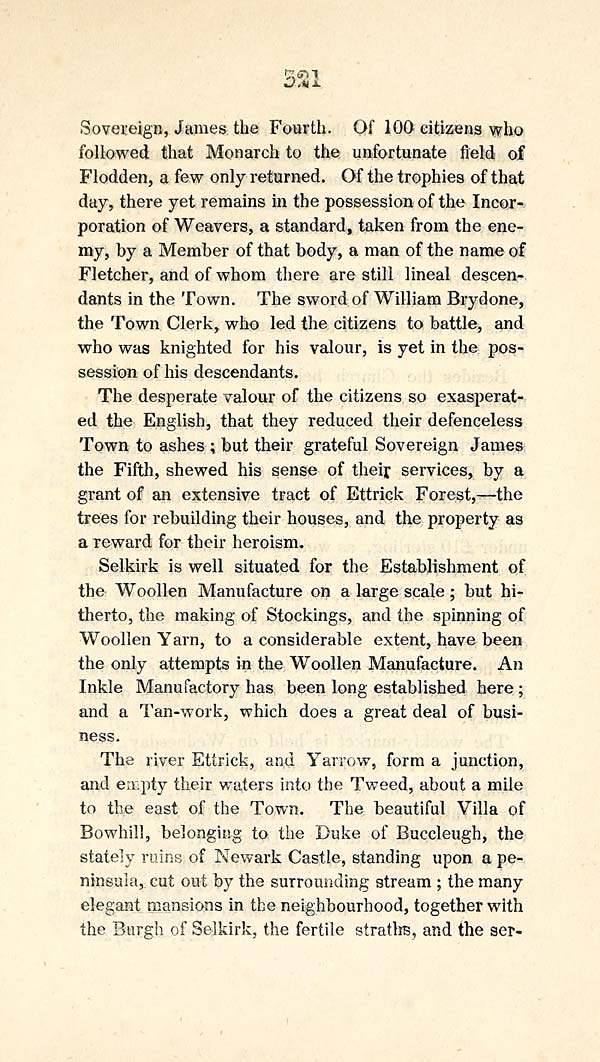 321
Sovereign, James the Fourth. Of 100 citizens who
followed that Monarch to the unfortunate field of
Flodden, a few only returned. Of the trophies of that
day, there yet remains in the possession of the Incor-
poration of Weavers, a standard, taken from the ene-
my, by a Member of that body, a man of the name of
Fletcher, and of whom there are still lineal descen-
dants in the Town. The sword of William Brydone,
the Town Clerk, who led the citizens to battle, and
who was knighted for his valour, is yet in the pos-
session of his descendants.
The desperate valour of the citizens so exasperat-
ed the English, that they reduced their defenceless
Town to ashes; but their grateful Sovereign James
the Fifth, shewed his sense of their services, by a
grant of an extensive tract of Ettrick Forest,—the
trees for rebuilding their houses, and the property as
a reward for their heroism.
Selkirk is well situated for the Establishment of
the Woollen Manufacture on a large scale; but hi-
therto, the making of Stockings, and the spinning of
Woollen Yarn, to a considerable extent, have been
the only attempts in the Woollen Manufacture. An
Inkle Manufactory has been long established here;
and a Tan-work, which does a great deal of busi-
ness.
The river Ettrick, and Yarrow, form a junction,
and empty their waters into the Tweed, about a mile
to the east of the Town. The beautiful Villa of
Bowhill, belonging to the Duke of Buccleugh, the
stately ruins of Newark Castle, standing upon a pe-
ninsula, cut out by the surrounding stream; the many
elegant mansions in the neighbourhood, together with
the Burgh of Selkirk, the fertile straths, and the ser-